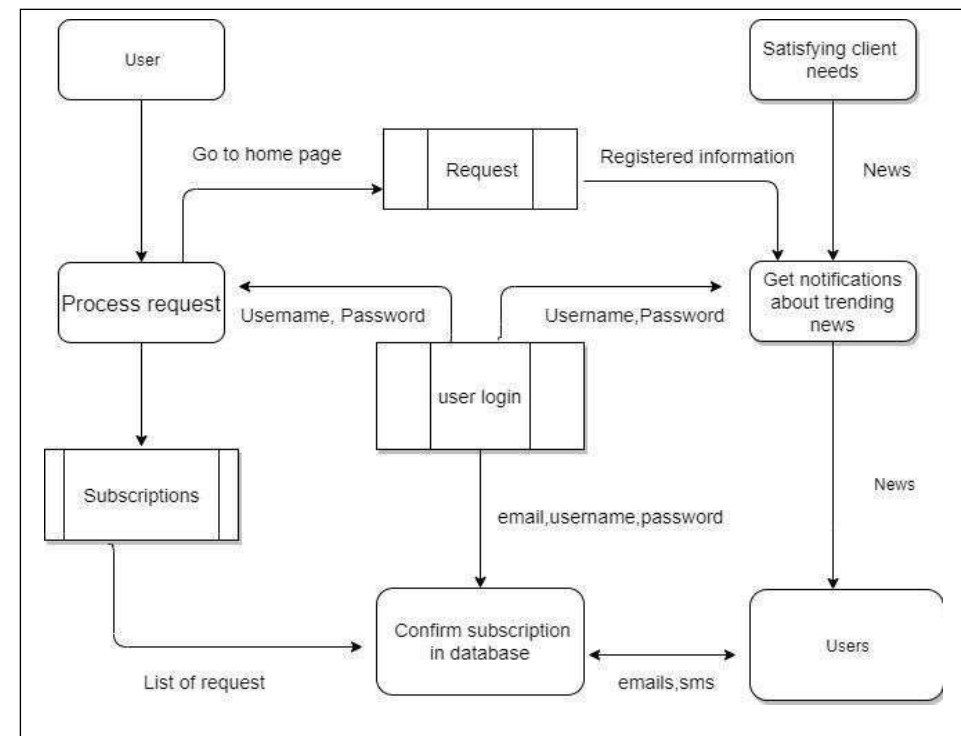 User
Satisfying client
needs
Go to home page
Request
Registered information
News
Process request
Get notifications
about trending
news
Username, Password
Username,Password
user login
Subscriptions
News
email,username,password
Confirm subscription
in database
Users
List of request
emails,sms